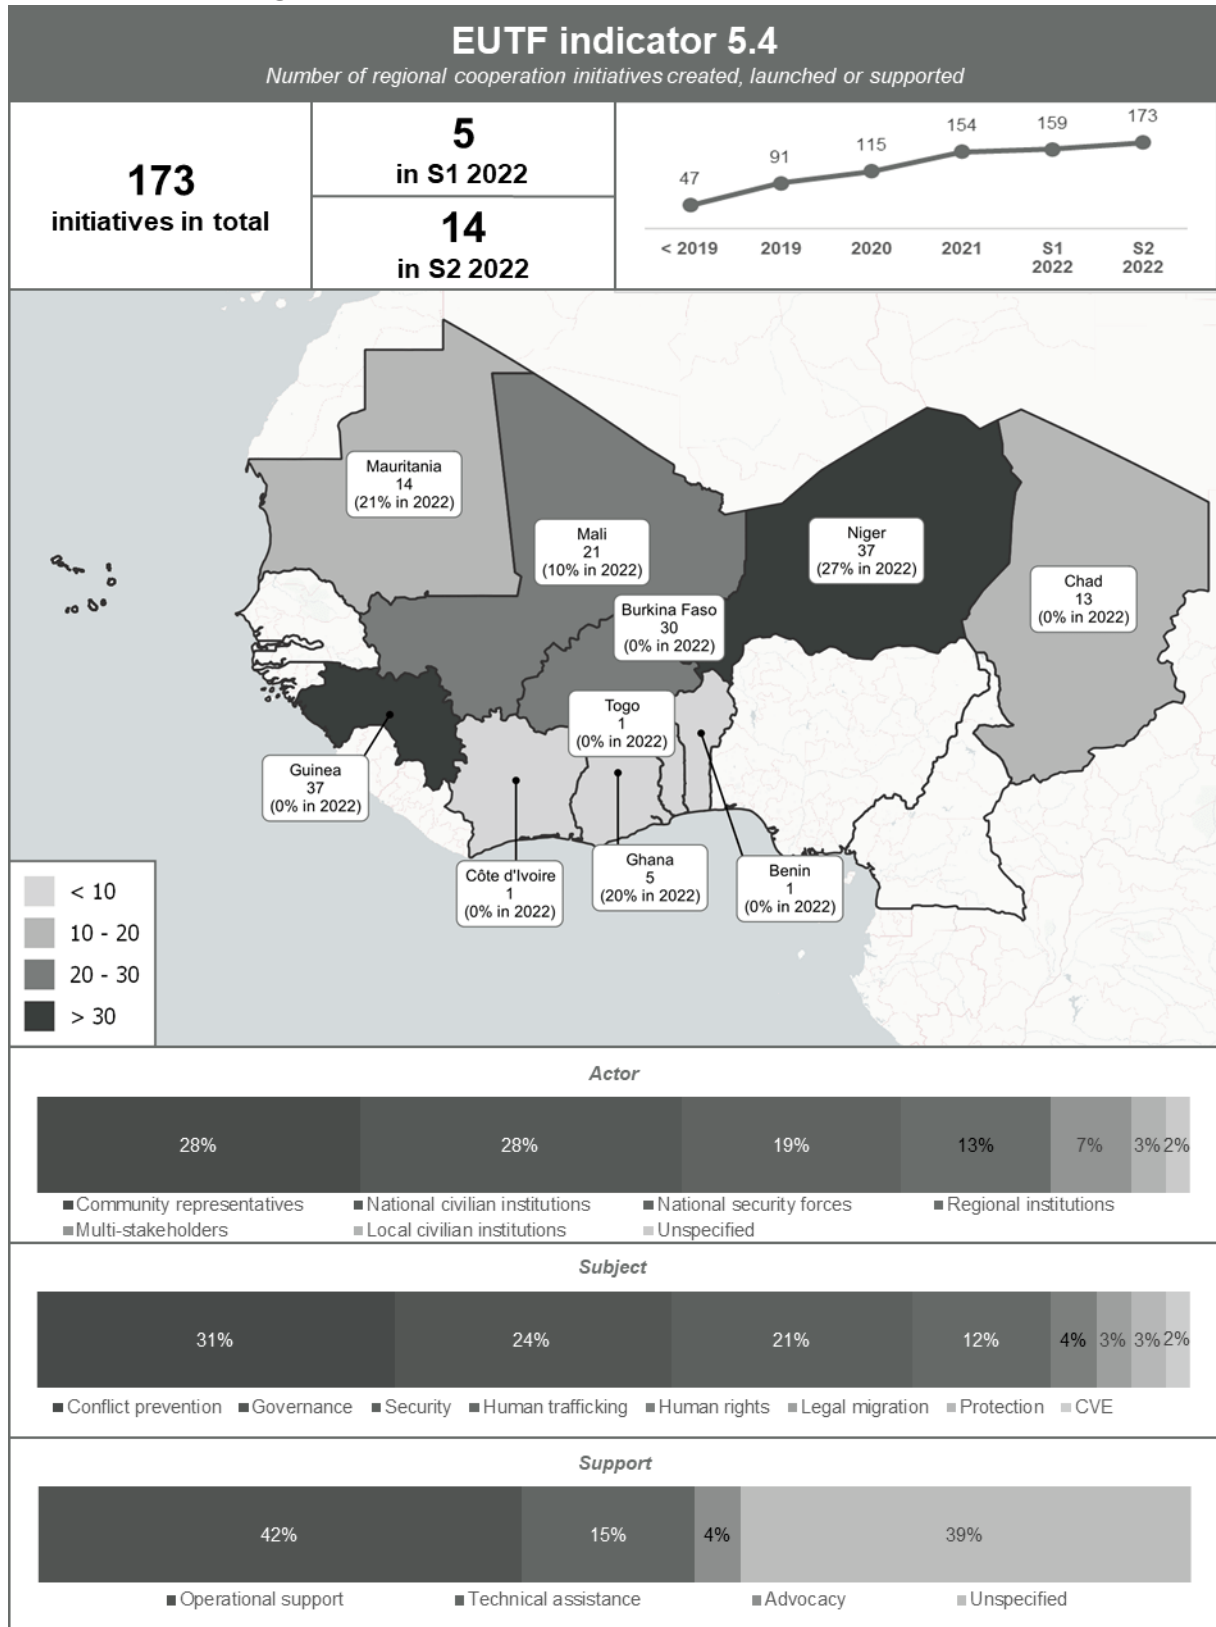 EUTF indicator 5.4
Number of regional cooperation initiatives created, launched or supported
173
initiatives in total
5
in S1 2022
14
in S2 2022
47
91
115
154
159
173
< 2019
2019
2020
2021
S1
2022
S2
2022
Mauritania
14
(21% in 2022)
Mali
21
(10% in 2022)
Niger
37
(27% in 2022)
Chad
13
(0% in 2022)
Burkina Faso
30
(0% in 2022)
Togo
1
(0% in 2022)
Guinea
37
(0% in 2022)
Côte d'Ivoire
1
(0% in 2022)
Ghana
5
(20% in 2022)
Benin
1
(0% in 2022)
< 10
10 - 20
20 - 30
> 30
Actor
28% 28% 19% 13% 7% 3% 2%
Community representatives National civilian institutions National security forces Regional institutions
Multi-stakeholders Local civilian institutions Unspecified
Subject
31% 24% 21% 12% 4% 3% 3% 2%
Conflict prevention Governance Security Human trafficking Human rights Legal migration Protection CVE
Support
42% 15% 4% 39%
Operational support Technical assistance Advocacy Unspecified